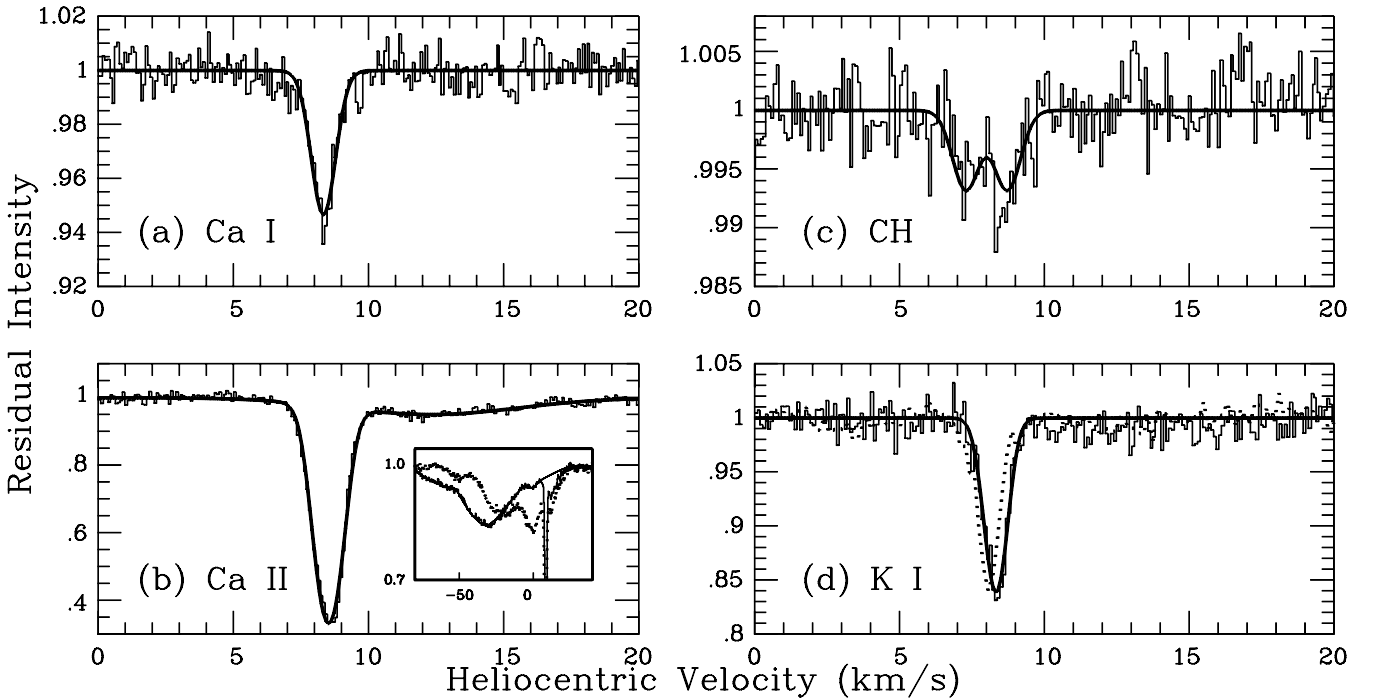 1.02
1
.98
.96
.94
.92
(a) Ca I
0 5 10 15 20
1.005
1
.995
.99
.985
(c) CH
0 5 10 15 20
Residual Intensity
1
.8
.6
.4
(b) Ca II
1.0
0.7
-50 0
0 5 10 15 20
1.05
1
.95
.9
.85
.8
(d) K I
0 5 10 15 20
Heliocentric Velocity (km/s)